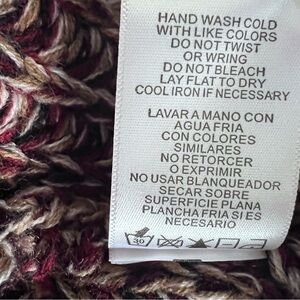 HAND WASH COLD
WITH LIKE COLORS
DO NOT TWIST
OR WRING
DO NOT BLEACH
LAY FLAT TO DRY
COOL IRON IF NECESSARY
LAVAR A MANO CON
AGUA FRIA
CON COLORES
SIMILARES
NO RETORCER
O EXPRIMIR
NO USAR BLANQUEADOR
SECAR SOBRE
SUPERFICIE PLANA
PLANCHA FRIA SI ES
NECESARIO
30